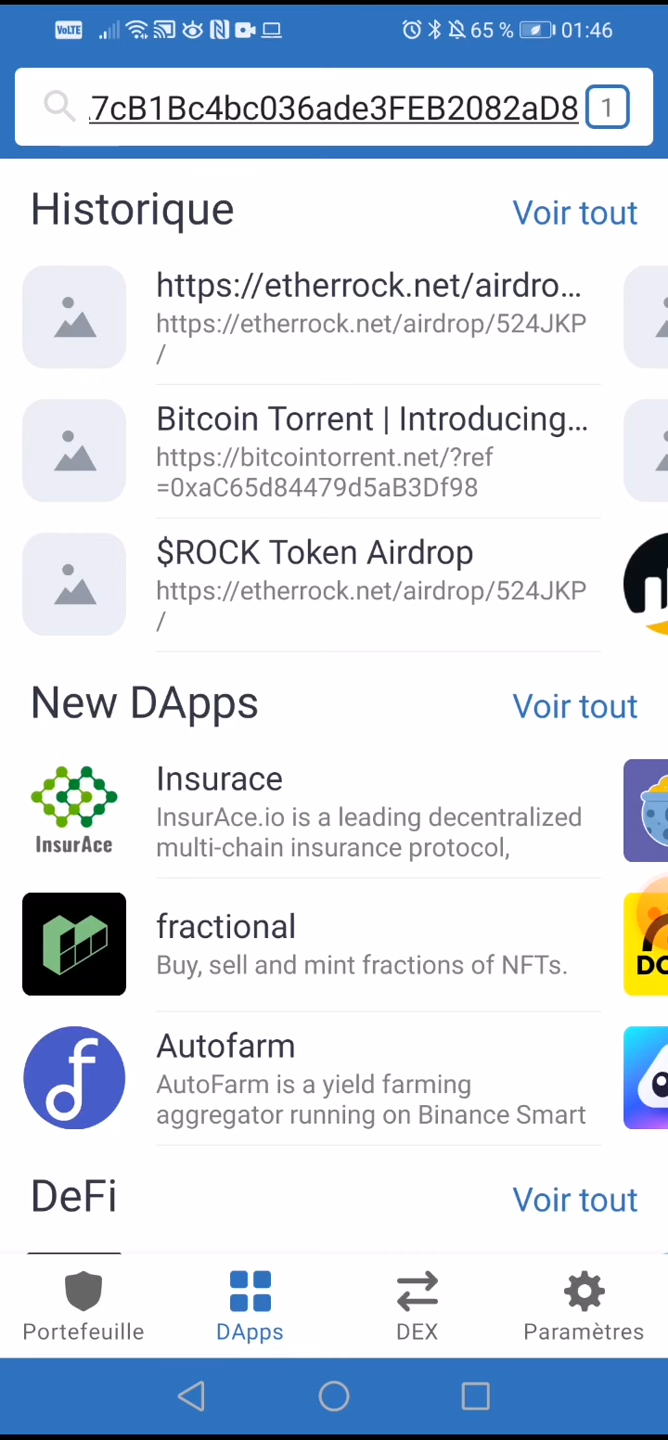 VoLTE 65 % 01:46
.7cB1Bc4bc036ade3FEB2082aD8 1
Historique Voir tout
https://etherrock.net/airdro...
https://etherrock.net/airdrop/524JKP
/
Bitcoin Torrent | Introducing...
https://bitcointorrent.net/?ref
=0xaC65d84479d5aB3Df98
$ROCK Token Airdrop
https://etherrock.net/airdrop/524JKP
/
New DApps Voir tout
Insurace
InsurAce.io is a leading decentralized
multi-chain insurance protocol,
InsurAce
fractional
Buy, sell and mint fractions of NFTs.
DO
Autofarm
AutoFarm is a yield farming
aggregator running on Binance Smart
DeFi Voir tout
Portefeuille DApps DEX Paramètres